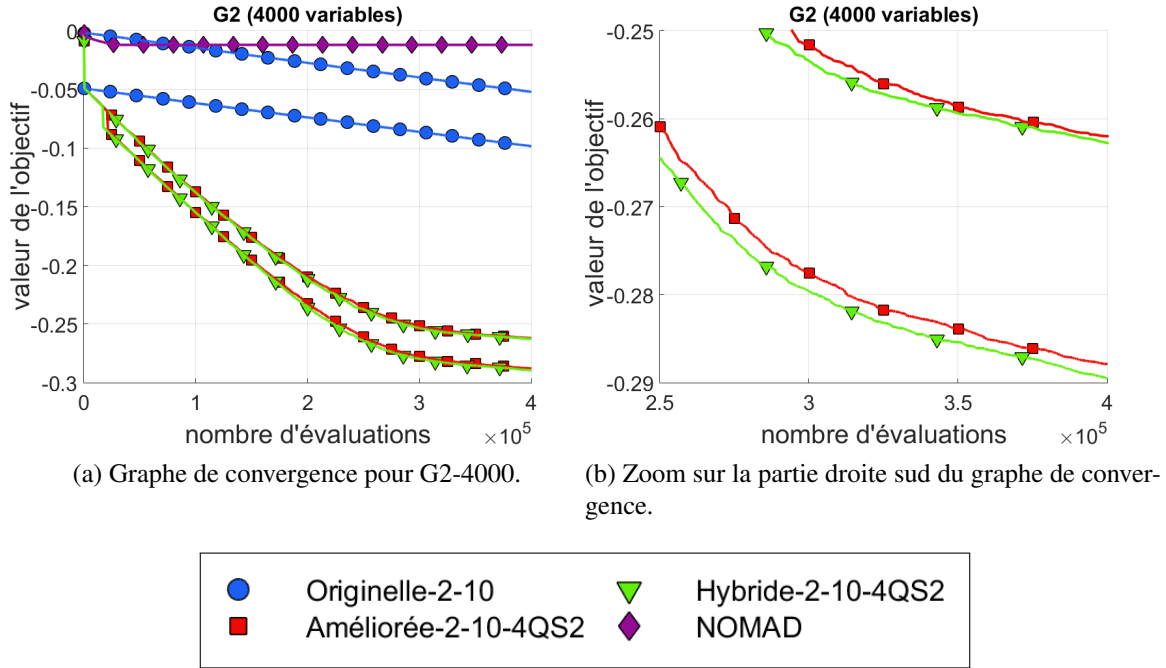 G2 (4000 variables)
valeur de l'objectif
0
-0.05
-0.1
-0.15
-0.2
-0.25
-0.3
0
1
2
3
4
×10^5
nombre d'évaluations
(a) Graphe de convergence pour G2-4000.
G2 (4000 variables)
valeur de l'objectif
-0.25
-0.26
-0.27
-0.28
-0.29
2.5
3
3.5
4
×10^5
nombre d'évaluations
(b) Zoom sur la partie droite sud du graphe de conver-
gence.
Originelle-2-10
Améliorée-2-10-4QS2
Hybride-2-10-4QS2
NOMAD